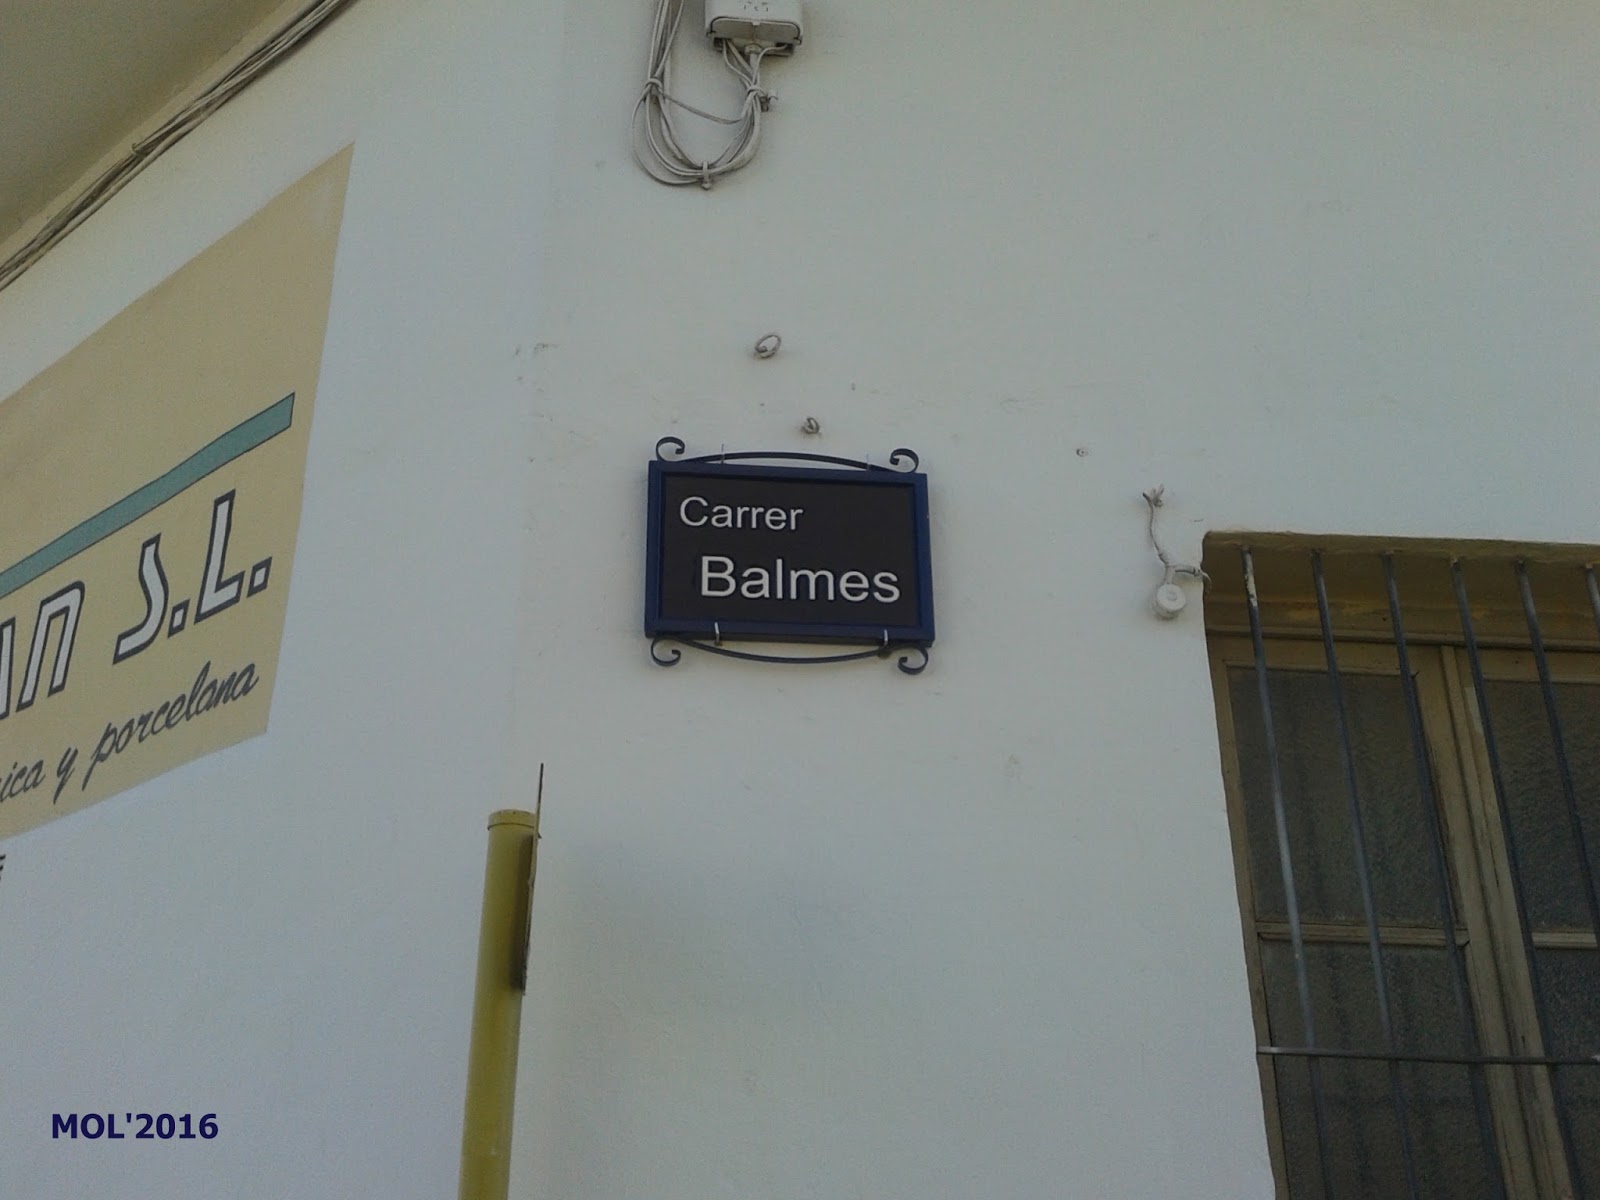 Carrer
Balmes
S.L.
y porcelana
MOL'2016